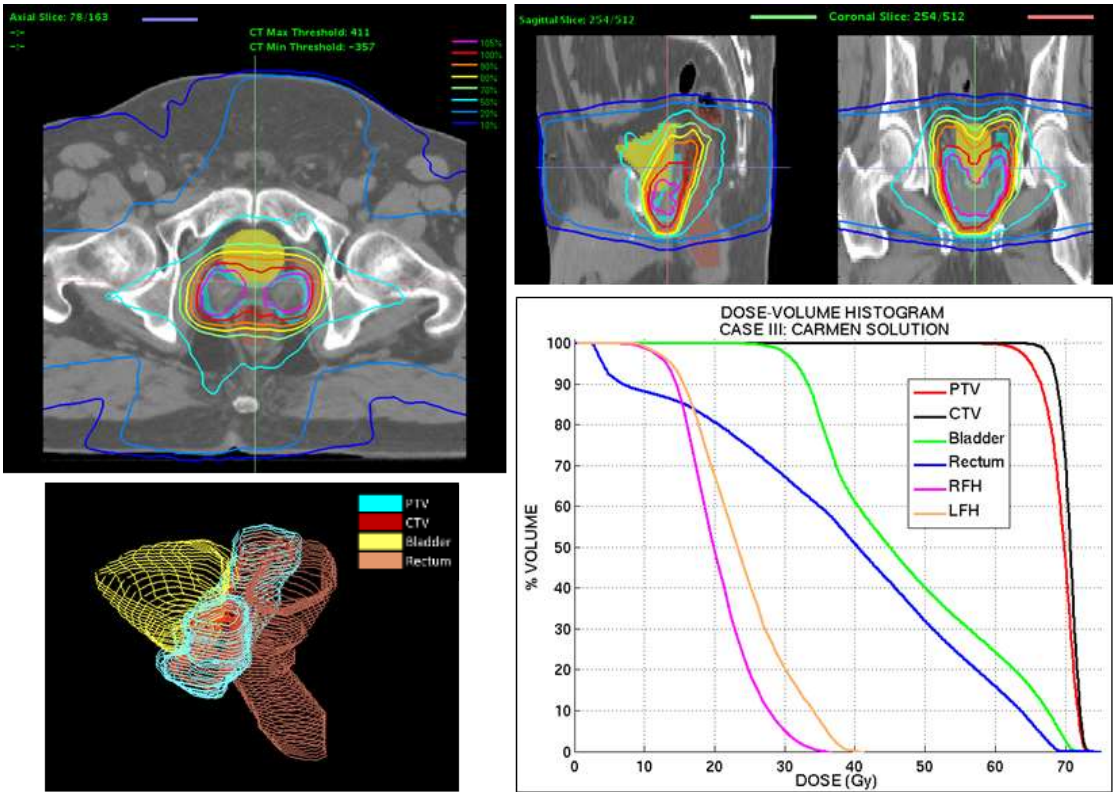 Axial Slice: 78/163
-:-
-:-
CT Max Threshold: 411
CT Min Threshold: -357
105%
100%
90%
80%
70%
50%
20%
10%
Sagittal Slice: 254/512
Coronal Slice: 254/512
PTV
CTV
Bladder
Rectum
DOSE-VOLUME HISTOGRAM
CASE III: CARMEN SOLUTION
% VOLUME
100
90
80
70
60
50
40
30
20
10
0
PTV
CTV
Bladder
Rectum
RFH
LFH
0 10 20 30 40 50 60 70
DOSE (Gy)